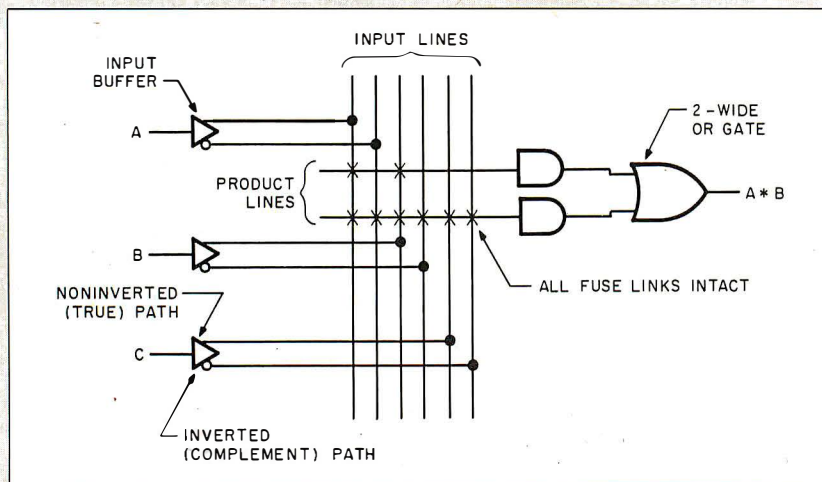 INPUT LINES
INPUT
BUFFER
2-WIDE
OR GATE
A
PRODUCT
LINES
A * B
B
ALL FUSE LINKS INTACT
NONINVERTED
(TRUE) PATH
C
INVERTED
(COMPLEMENT) PATH